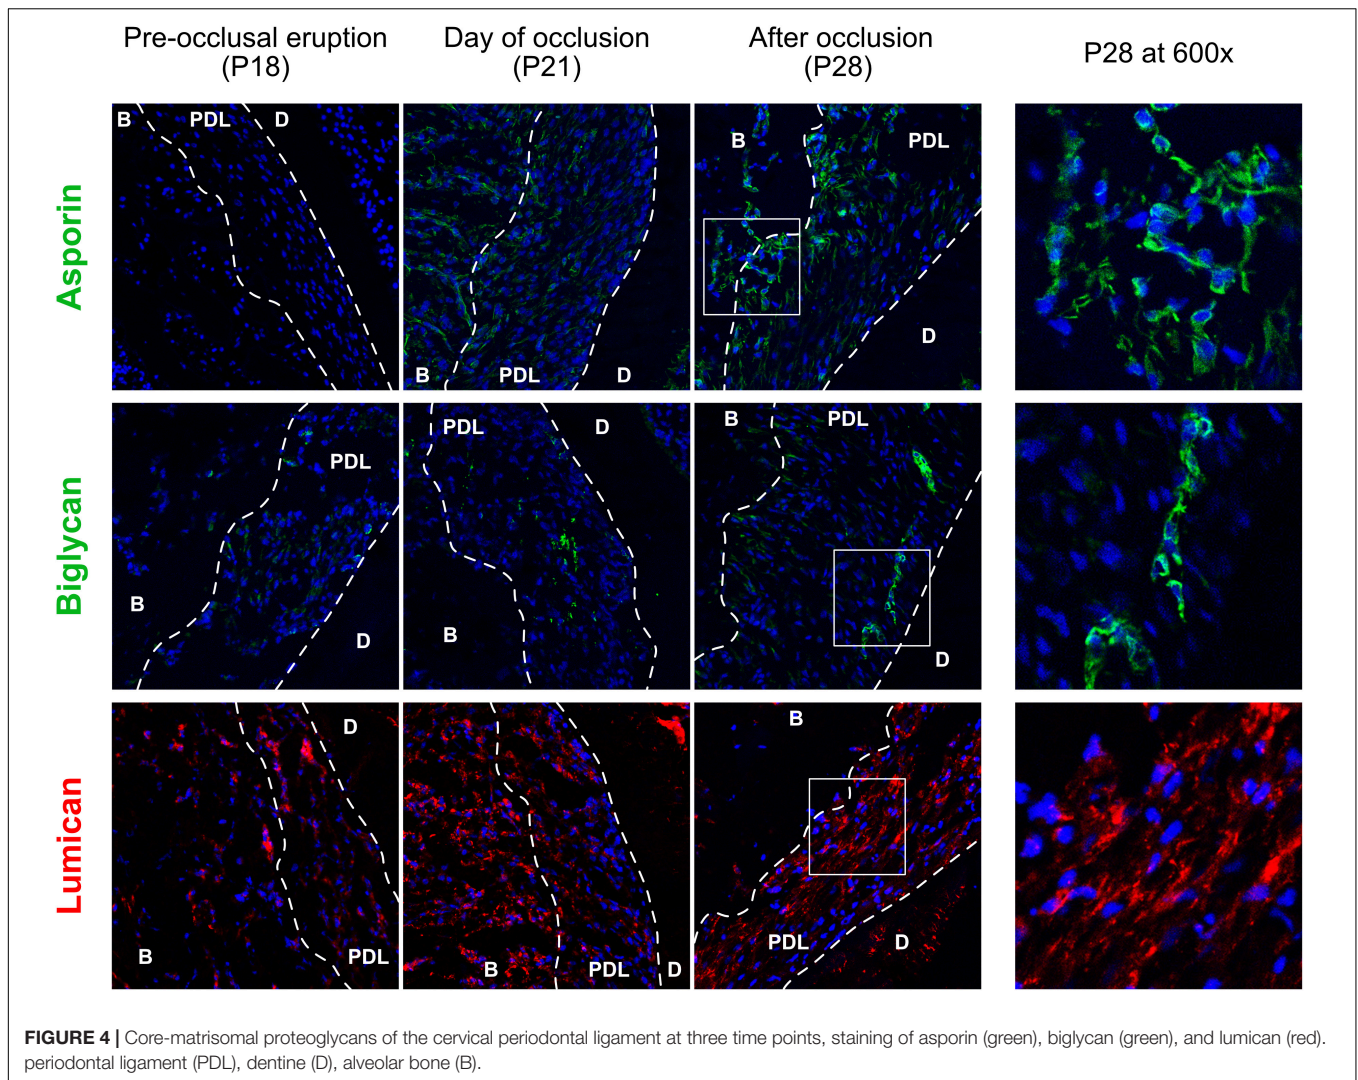 Pre-occlusal eruption
(P18)
Day of occlusion
(P21)
After occlusion
(P28)
P28 at 600x
Asporin
B PDL D
B PDL D
B PDL
D
Biglycan
PDL
B
D
PDL D
B
B PDL
D
Lumican
D
B PDL
B PDL D
B
PDL D
FIGURE 4 | Core-matrisomal proteoglycans of the cervical periodontal ligament at three time points, staining of asporin (green), biglycan (green), and lumican (red).
periodontal ligament (PDL), dentine (D), alveolar bone (B).